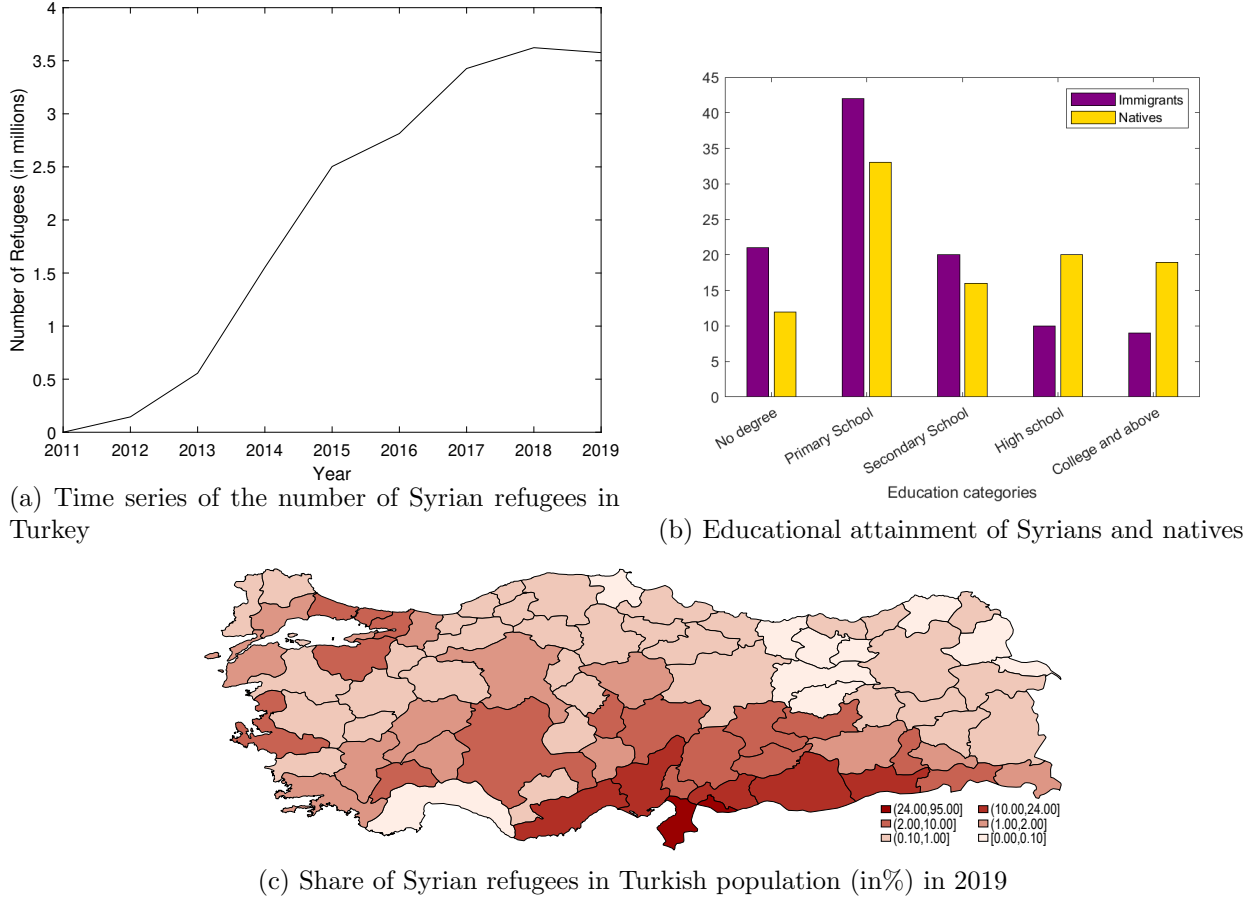 4
3.5
3
2.5
2
1.5
1
0.5
0
Number of Refugees (in millions)
2011 2012 2013 2014 2015 2016 2017 2018 2019
Year
(a) Time series of the number of Syrian refugees in
Turkey
45
40
35
30
25
20
15
10
5
0
Immigrants
Natives
No degree
Primary School
Secondary School
High school
College and above
Education categories
(b) Educational attainment of Syrians and natives
(24.00,95.00] (10.00,24.00]
(2.00,10.00] (1.00,2.00]
(0.10,1.00] [0.00,0.10]
(c) Share of Syrian refugees in Turkish population (in%) in 2019